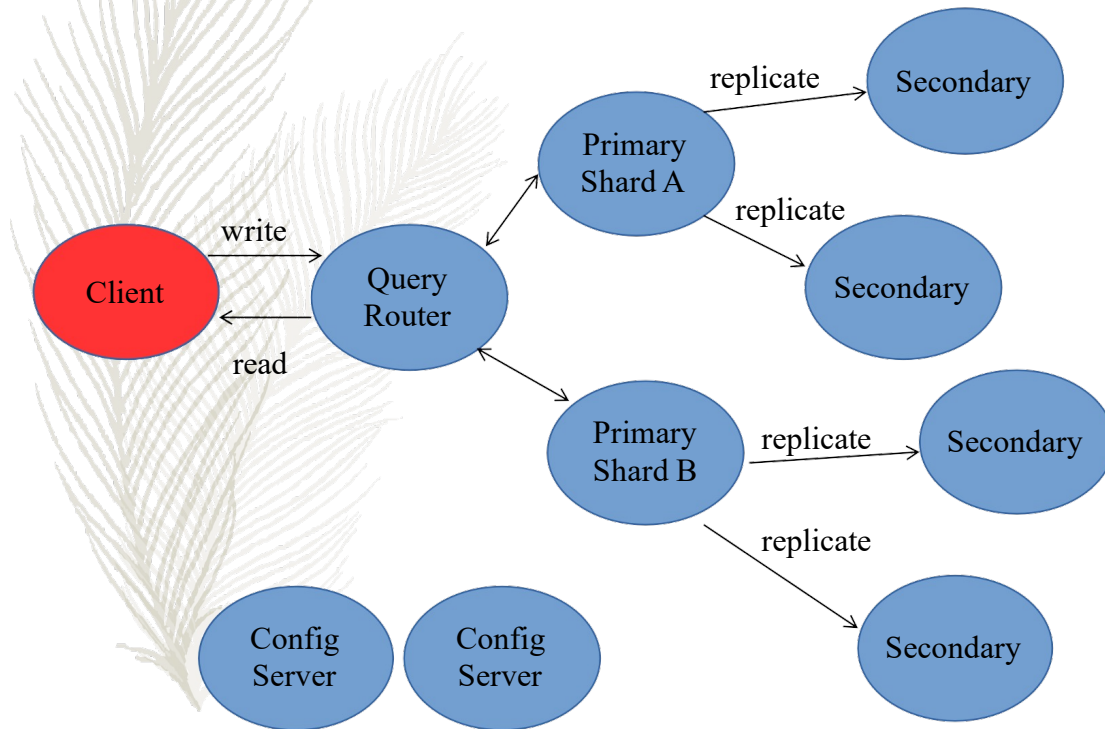 replicate
Secondary
Primary
Shard A
replicate
write
Client
Query
Router
Secondary
read
Primary
Shard B
replicate
Secondary
replicate
Config
Server
Config
Server
Secondary